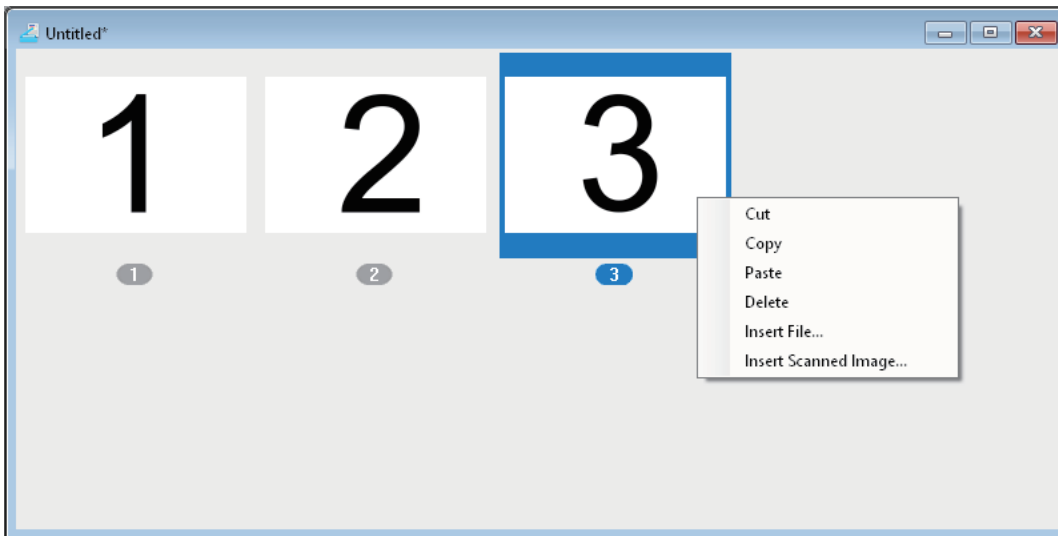 Untitled*
1 2 3
1 2 3
Cut
Copy
Paste
Delete
Insert File...
Insert Scanned Image...